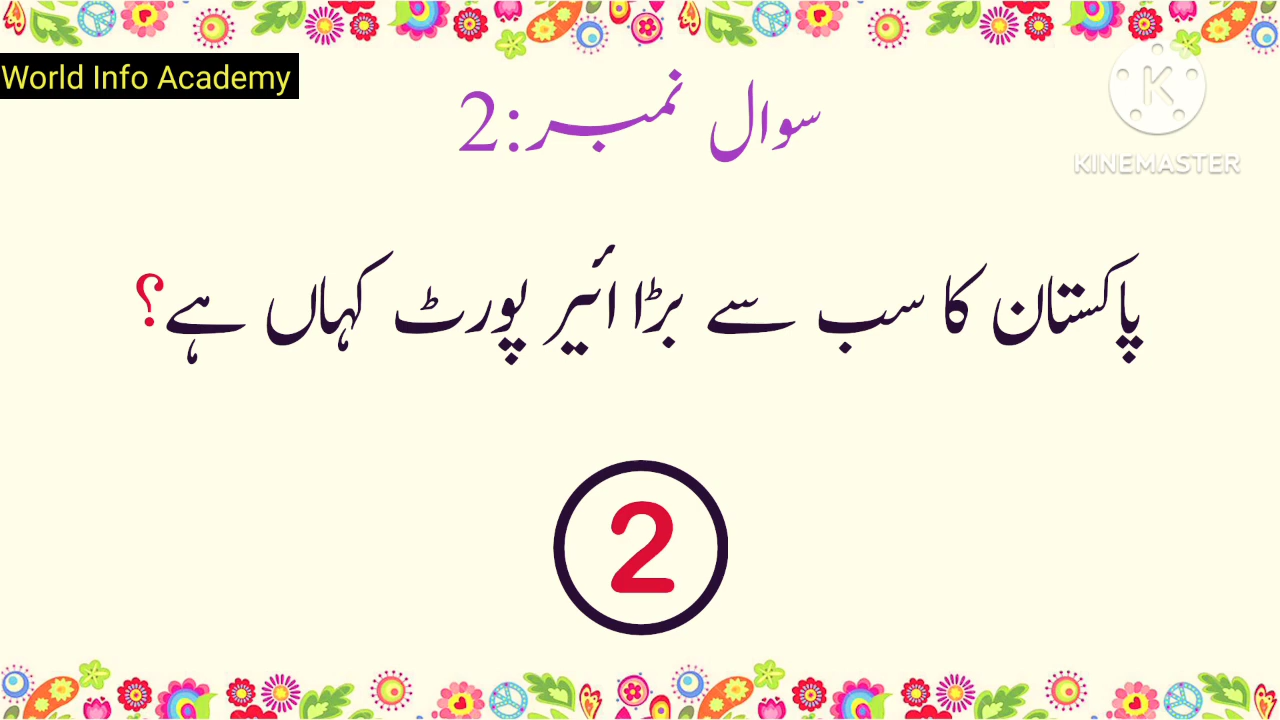 World Info Academy
سوال نمبر:2
KINEMASTER
پاکستان کا سب سے بڑا ائیر پورٹ کہاں ہے؟
2